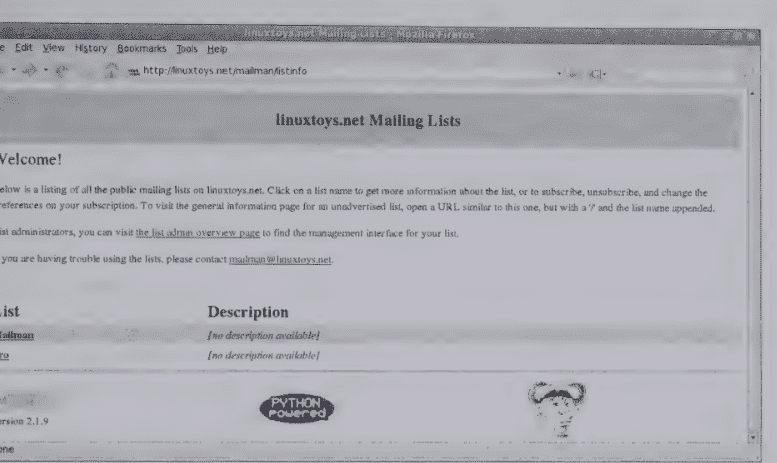 linuxtoys.net Mailing Lists - Mozilla Firefox
e Edit View History Bookmarks Tools Help
http://linuxtoys.net/mailman/listinfo
linuxtoys.net Mailing Lists
Welcome!
elow is a listing of all the public mailing lists on linuxtoys.net. Click on a list name to get more information about the list, or to subscribe, unsubscribe, and change the
references on your subscription. To visit the general information page for an unadvertised list, open a URL similar to this one, but with a '/' and the list name appended.
ist administrators, you can visit the list admin overview page to find the management interface for your list.
you are having trouble using the lists, please contact mailman@linuxtoys.net.
ist Description
ailman [no description available]
ro [no description available]
PYTHON
Powered
ersion 2.1.9
one